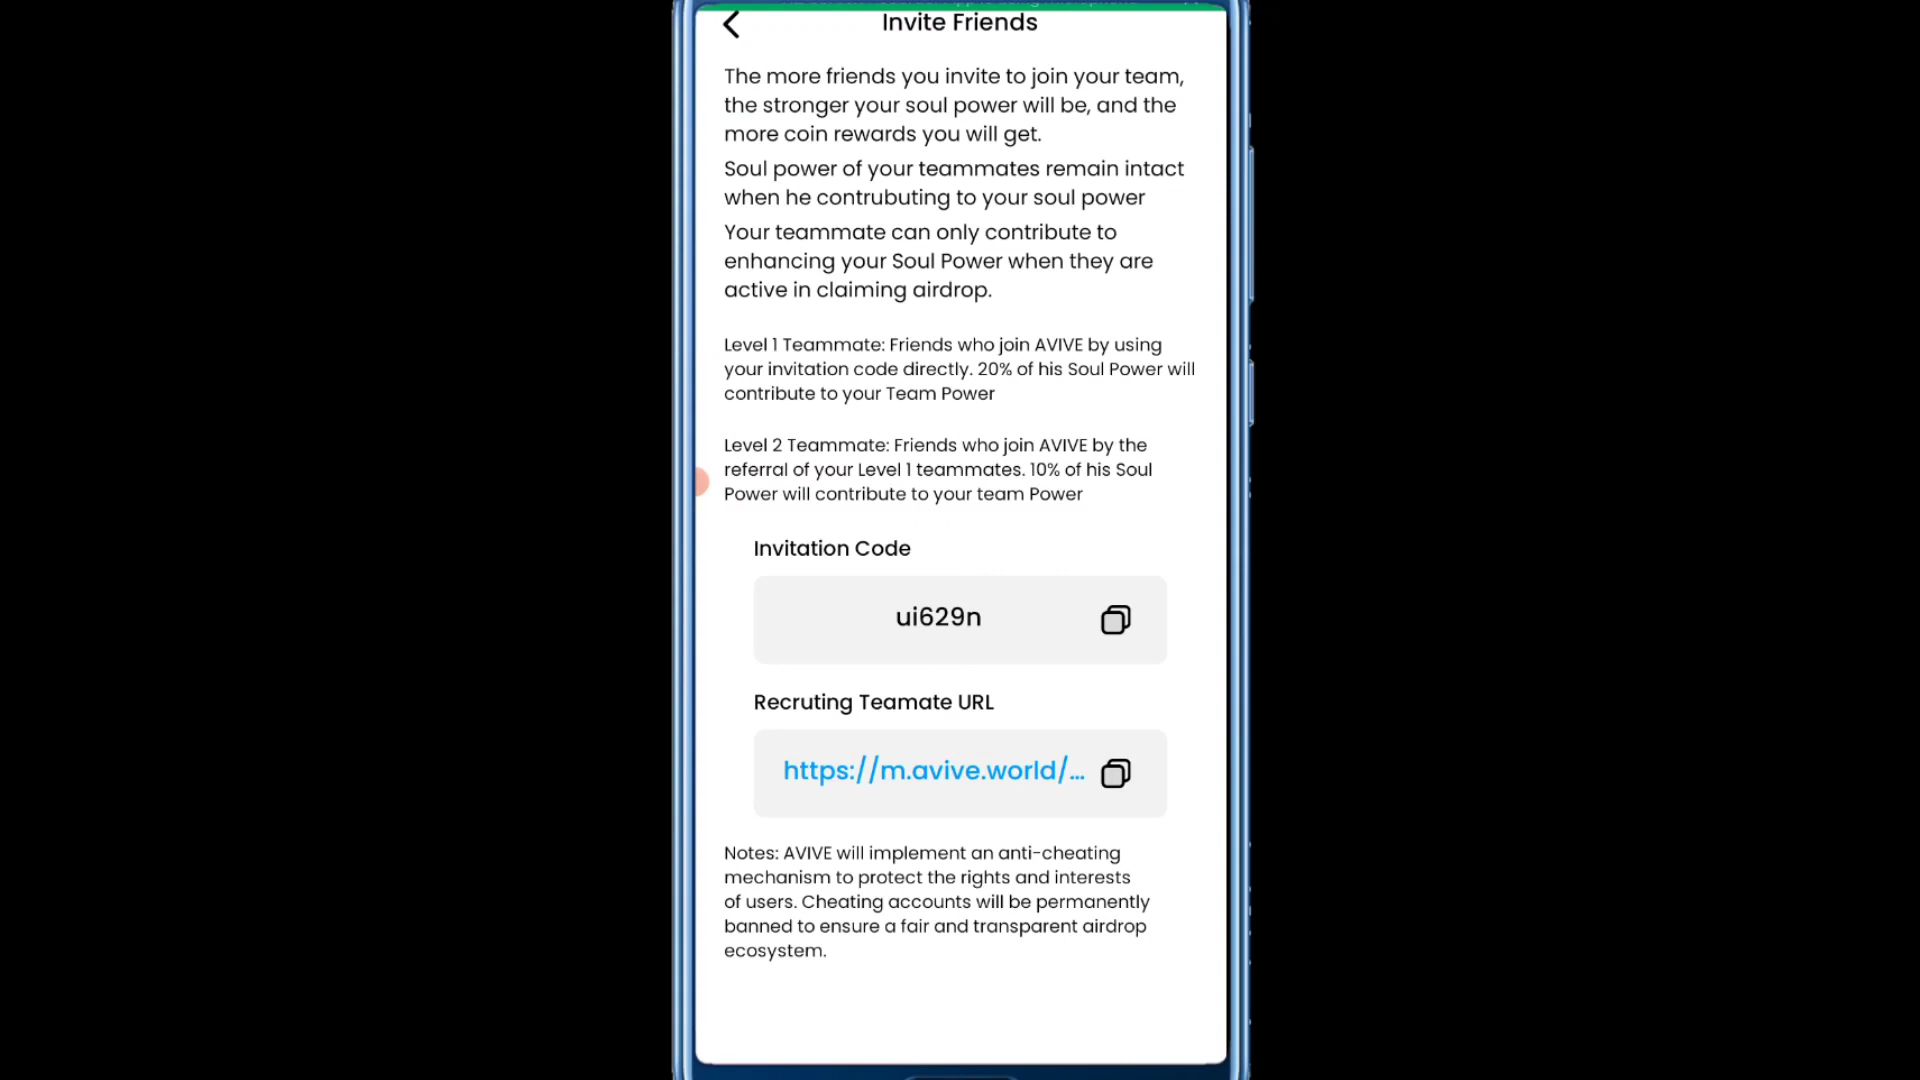 Invite Friends
The more friends you invite to join your team,
the stronger your soul power will be, and the
more coin rewards you will get.
Soul power of your teammates remain intact
when he contrubuting to your soul power
Your teammate can only contribute to
enhancing your Soul Power when they are
active in claiming airdrop.
Level 1 Teammate: Friends who join AVIVE by using
your invitation code directly. 20% of his Soul Power will
contribute to your Team Power
Level 2 Teammate: Friends who join AVIVE by the
referral of your Level 1 teammates. 10% of his Soul
Power will contribute to your team Power
Invitation Code
ui629n
Recruting Teamate URL
https://m.avive.world/...
Notes: AVIVE will implement an anti-cheating
mechanism to protect the rights and interests
of users. Cheating accounts will be permanently
banned to ensure a fair and transparent airdrop
ecosystem.